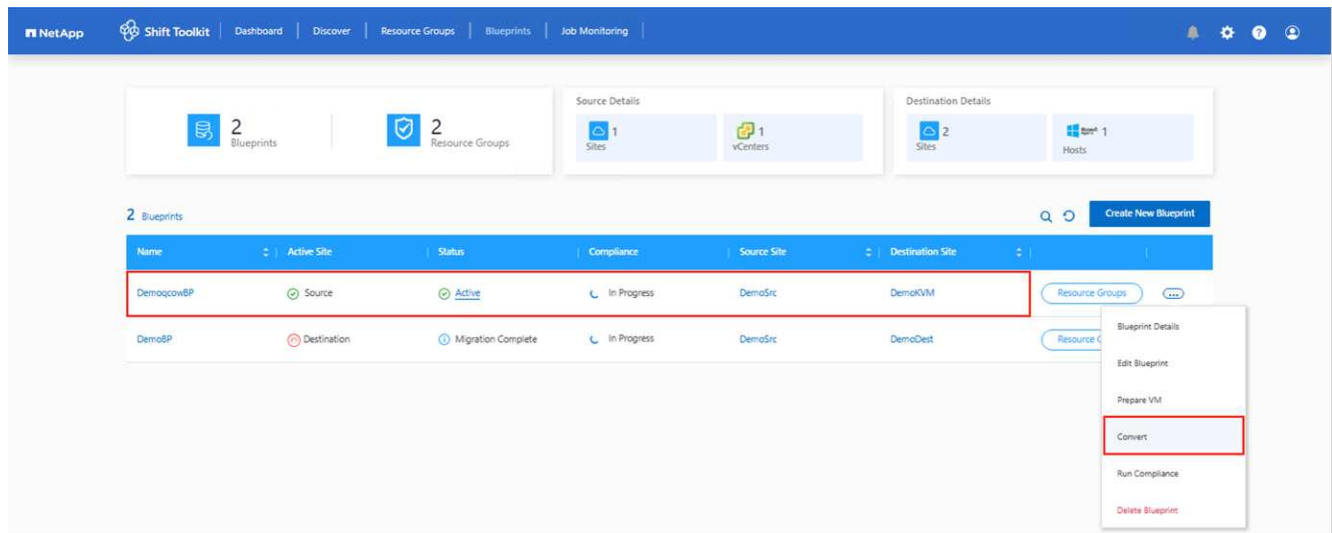 NetApp Shift Toolkit Dashboard Discover Resource Groups Blueprints Job Monitoring
Source Details
Destination Details
2
Blueprints
2
Resource Groups
1
Sites
1
vCenters
2
Sites
1
Hosts
2 Blueprints
Create New Blueprint
Name Active Site Status Compliance Source Site Destination Site
DemoqcowBP Source Active In Progress DemoSrc DemoKVM Resource Groups
DemoBP Destination Migration Complete In Progress DemoSrc DemoDest Resource
Blueprint Details
Edit Blueprint
Prepare VM
Convert
Run Compliance
Delete Blueprint